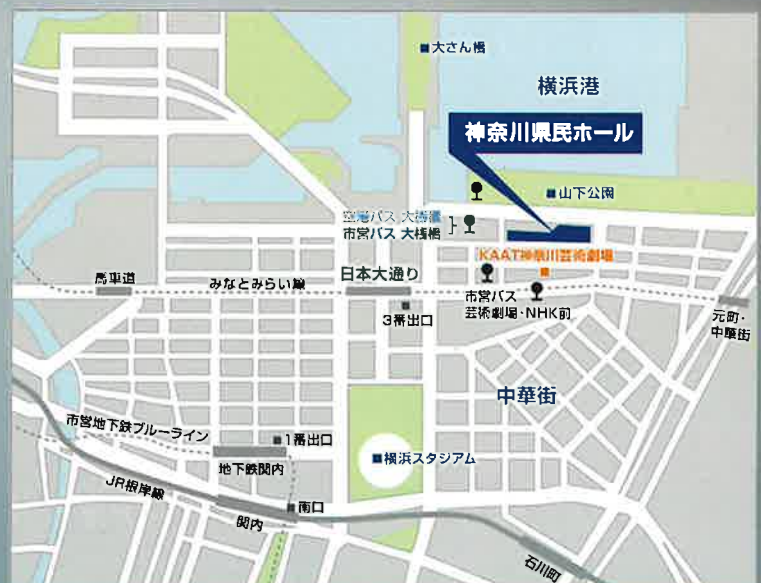 大さん橋
横浜港
神奈川県民ホール
山下公園
空港バス 大桟橋
市営バス 大桟橋
KAAT神奈川芸術劇場
日本大通り
馬車道
みなとみらい線
市営バス
芸術劇場・NHK前
3番出口
元町・
中華街
中華街
市営地下鉄ブルーライン
1番出口
地下鉄関内
横浜スタジアム
JR根岸線
関内
南口
石川町